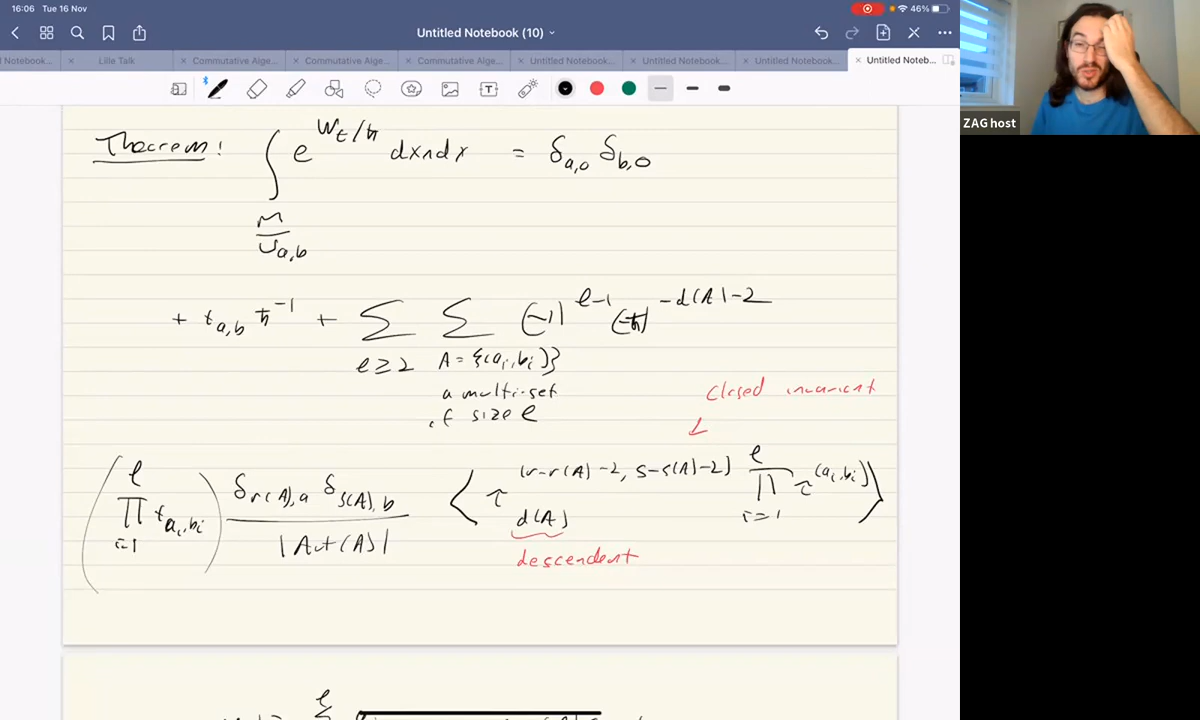 16:06 Tue 16 Nov
46%
Untitled Notebook (10)
Notebook...
Lille Talk
Commutative Alge...
Commutative Alge...
Commutative Alge...
Untitled Notebook...
Untitled Notebook...
Untitled Notebook...
Untitled Noteb...
ZAG host
Theorem: ∫ e^{W_t/ħ} dx∧dx = δ_{a,0} δ_{b,0}
+ t_{a,b} ħ^{-1} + Σ Σ (-1)^{ℓ-1} (-ħ)^{-d(A)-2}
ℓ≥2 A = {(a_i,b_i)}
a multi-set
of size ℓ
closed invariant
(∏_{i=1}^{ℓ} t_{a_i,b_i}) δ_{r(A),a} δ_{s(A),b} / |Aut(A)| ⟨ τ_{d(A)}^{(r-r(A)-2, s-s(A)-2)} ∏_{i=1}^{ℓ} τ^{(a_i,b_i)} ⟩
descendent